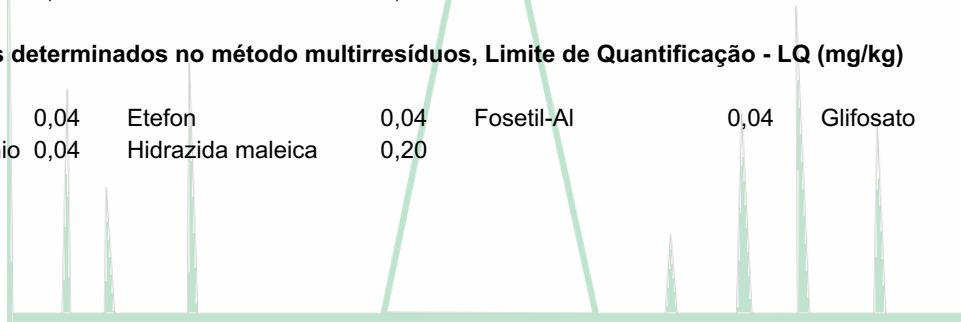 s determinados no método multirresíduos, Limite de Quantificação - LQ (mg/kg)
0,04 Etefon 0,04 Fosetil-Al 0,04 Glifosato
io 0,04 Hidrazida maleica 0,20